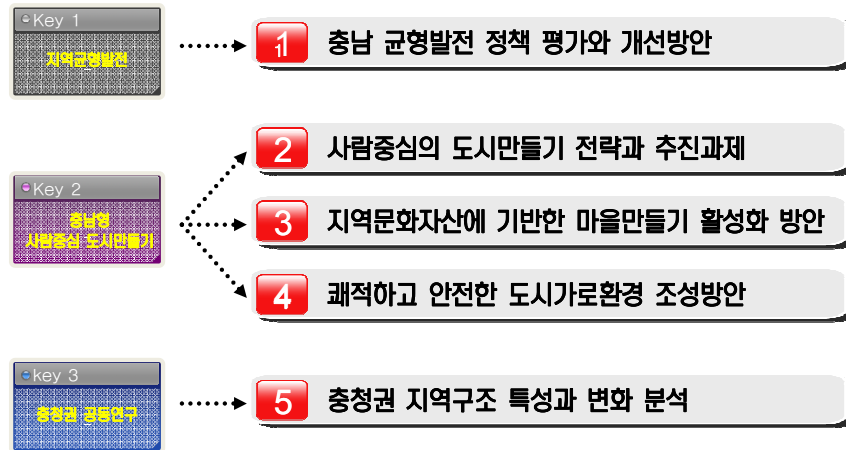 Key 1
지역균형발전
1 충남 균형발전 정책 평가와 개선방안
Key 2
충남형
사람중심 도시만들기
2 사람중심의 도시만들기 전략과 추진과제
3 지역문화자산에 기반한 마을만들기 활성화 방안
4 쾌적하고 안전한 도시가로환경 조성방안
key 3
충청권 공동연구
5 충청권 지역구조 특성과 변화 분석